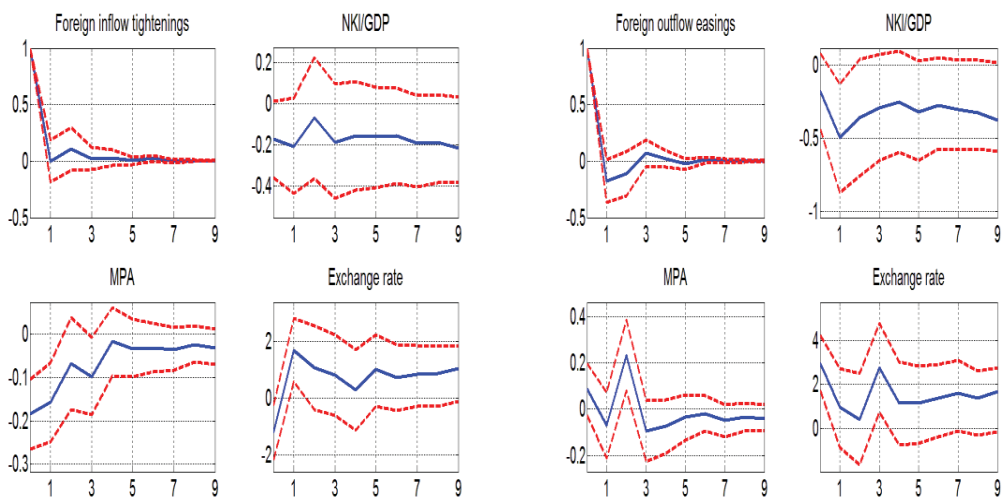 Foreign inflow tightenings NKI/GDP Foreign outflow easings NKI/GDP
1 0.5 0 -0.5
0.2 0 -0.2 -0.4
1 0.5 0 -0.5
0 -0.5 -1
1 3 5 7 9 1 3 5 7 9 1 3 5 7 9 1 3 5 7 9
MPA Exchange rate MPA Exchange rate
0 -0.1 -0.2 -0.3
2 0 -2
0.4 0.2 0 -0.2
4 2 0
1 3 5 7 9 1 3 5 7 9 1 3 5 7 9 1 3 5 7 9